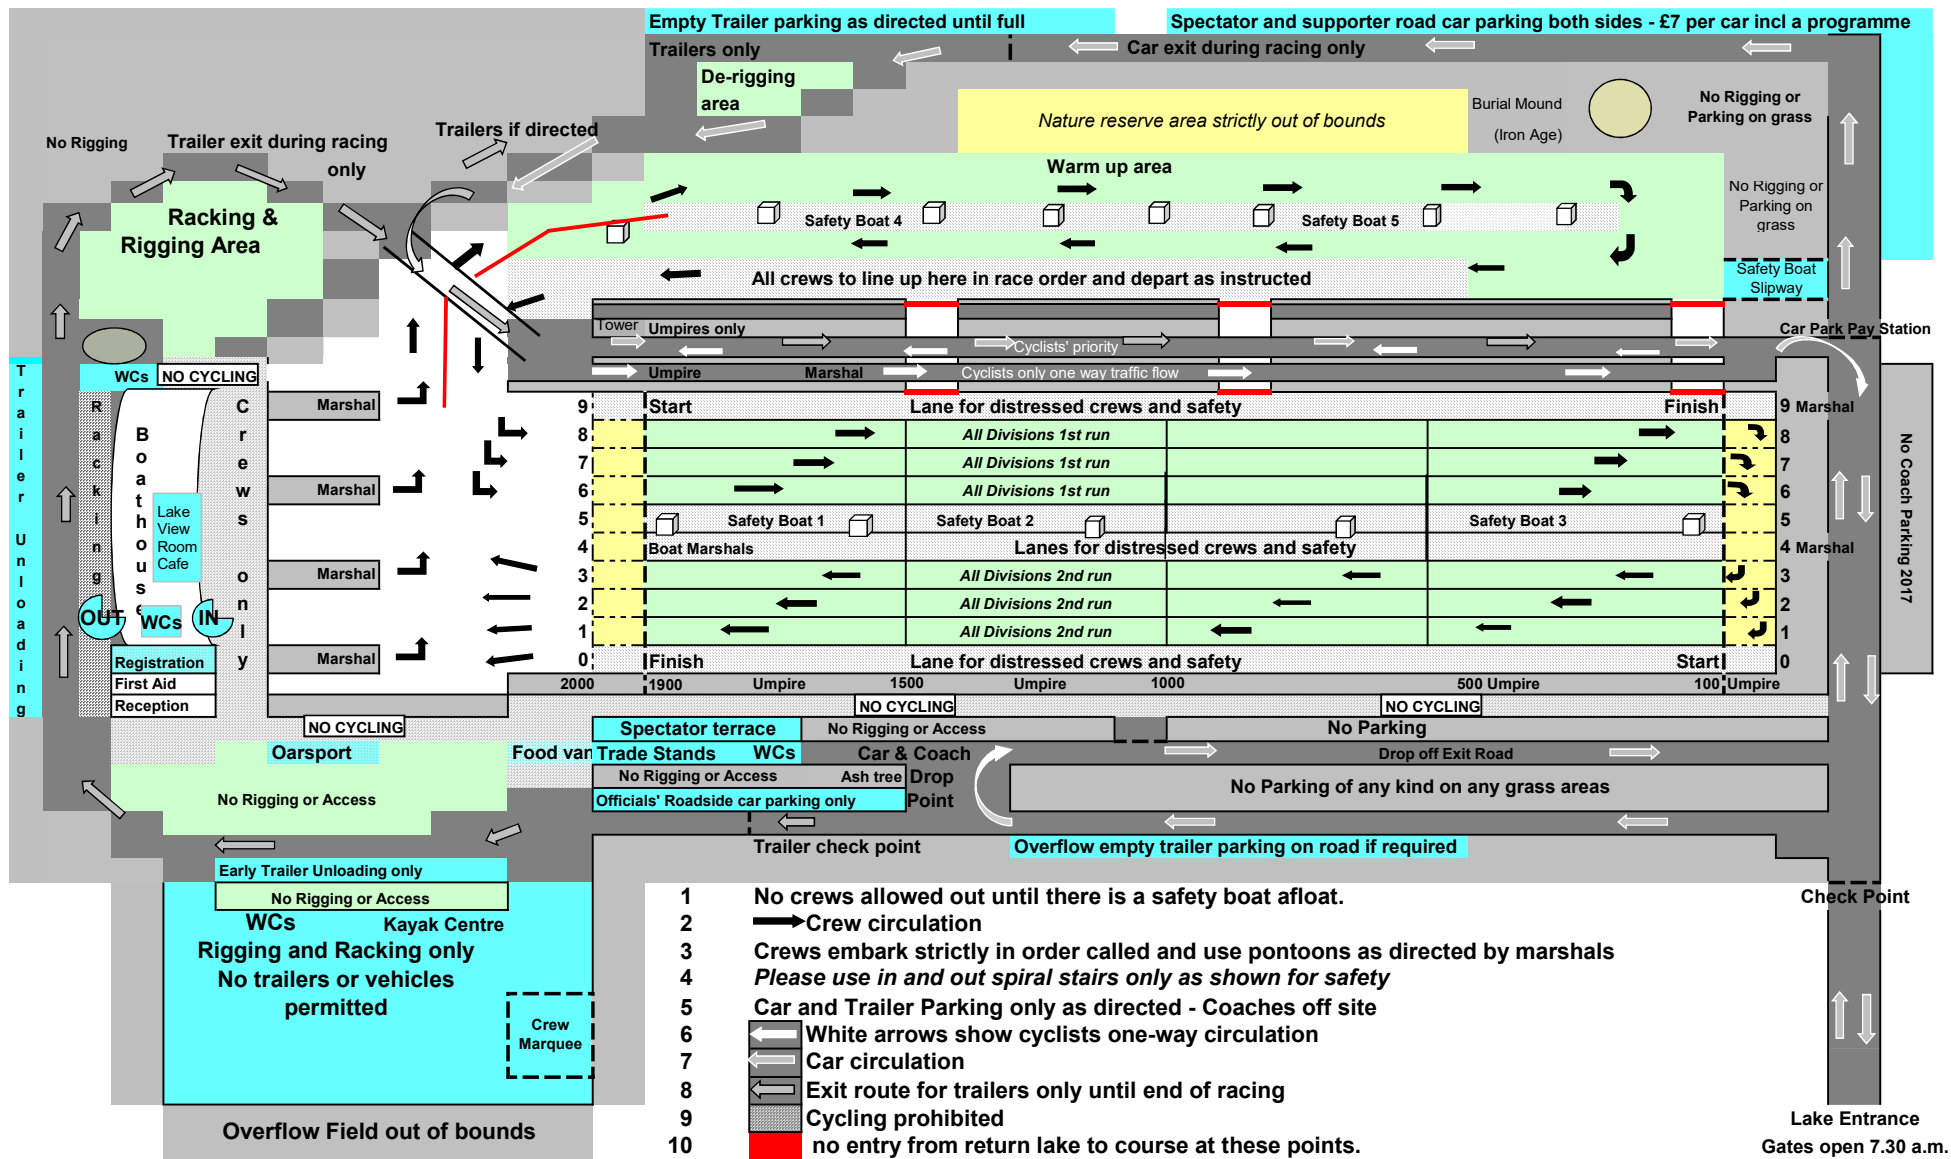 Empty Trailer parking as directed until full
Spectator and supporter road car parking both sides - £7 per car incl a programme
Trailers only
Car exit during racing only
De-rigging
area
Burial Mound
(Iron Age)
No Rigging or
Parking on grass
Nature reserve area strictly out of bounds
No Rigging
Trailer exit during racing
only
Trailers if directed
Warm up area
Racking &
Rigging Area
Safety Boat 4
Safety Boat 5
No Rigging or
Parking on
grass
All crews to line up here in race order and depart as instructed
Safety Boat
Slipway
Tower
Umpires only
Cyclists' priority
Car Park Pay Station
Umpire
Marshal
Cyclists only one way traffic flow
Trailer Unloading
WCs
NO CYCLING
Racking
Boathouse
Crews only
Lake
View
Room
Cafe
OUT
WCs
IN
Registration
First Aid
Reception
Marshal
Marshal
Marshal
Marshal
9
Start
Lane for distressed crews and safety
Finish
9 Marshal
8
All Divisions 1st run
8
7
All Divisions 1st run
7
6
All Divisions 1st run
6
5
Safety Boat 1
Safety Boat 2
Safety Boat 3
5
4
Boat Marshals
Lanes for distressed crews and safety
4 Marshal
3
All Divisions 2nd run
3
2
All Divisions 2nd run
2
1
All Divisions 2nd run
1
0
Finish
Lane for distressed crews and safety
Start
0
No Coach Parking 2017
2000
1900
Umpire
1500
Umpire
1000
500 Umpire
100
Umpire
NO CYCLING
NO CYCLING
NO CYCLING
Spectator terrace
No Rigging or Access
No Parking
Oarsport
Food van
Trade Stands
WCs
Car & Coach
Drop
Point
Drop off Exit Road
No Rigging or Access
Ash tree
No Rigging or Access
Officials' Roadside car parking only
No Parking of any kind on any grass areas
Trailer check point
Overflow empty trailer parking on road if required
Early Trailer Unloading only
No Rigging or Access
WCs
Kayak Centre
Rigging and Racking only
No trailers or vehicles
permitted
Crew
Marquee
Overflow Field out of bounds
Check Point
1 No crews allowed out until there is a safety boat afloat.
2 Crew circulation
3 Crews embark strictly in order called and use pontoons as directed by marshals
4 Please use in and out spiral stairs only as shown for safety
5 Car and Trailer Parking only as directed - Coaches off site
6 White arrows show cyclists one-way circulation
7 Car circulation
8 Exit route for trailers only until end of racing
9 Cycling prohibited
10 no entry from return lake to course at these points.
Lake Entrance
Gates open 7.30 a.m.